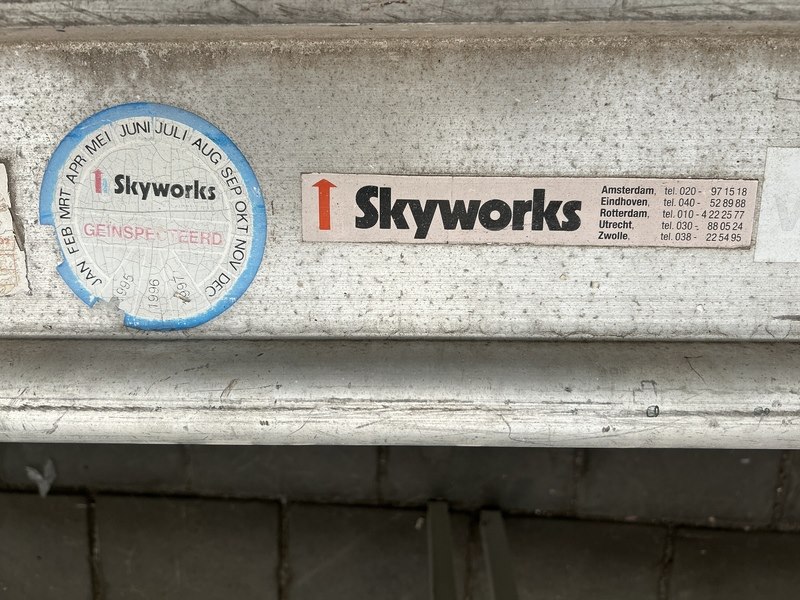 JAN FEB MRT APR MEI JUNI JULI AUG SEP OKT NOV DEC
Skyworks
GEÏNSPECTEERD
1996
Skyworks
Amsterdam, tel. 020 - 97 15 18
Eindhoven, tel. 040 - 52 89 88
Rotterdam, tel. 010 - 4 22 25 77
Utrecht, tel. 030 - 88 05 24
Zwolle, tel. 038 - 22 54 95